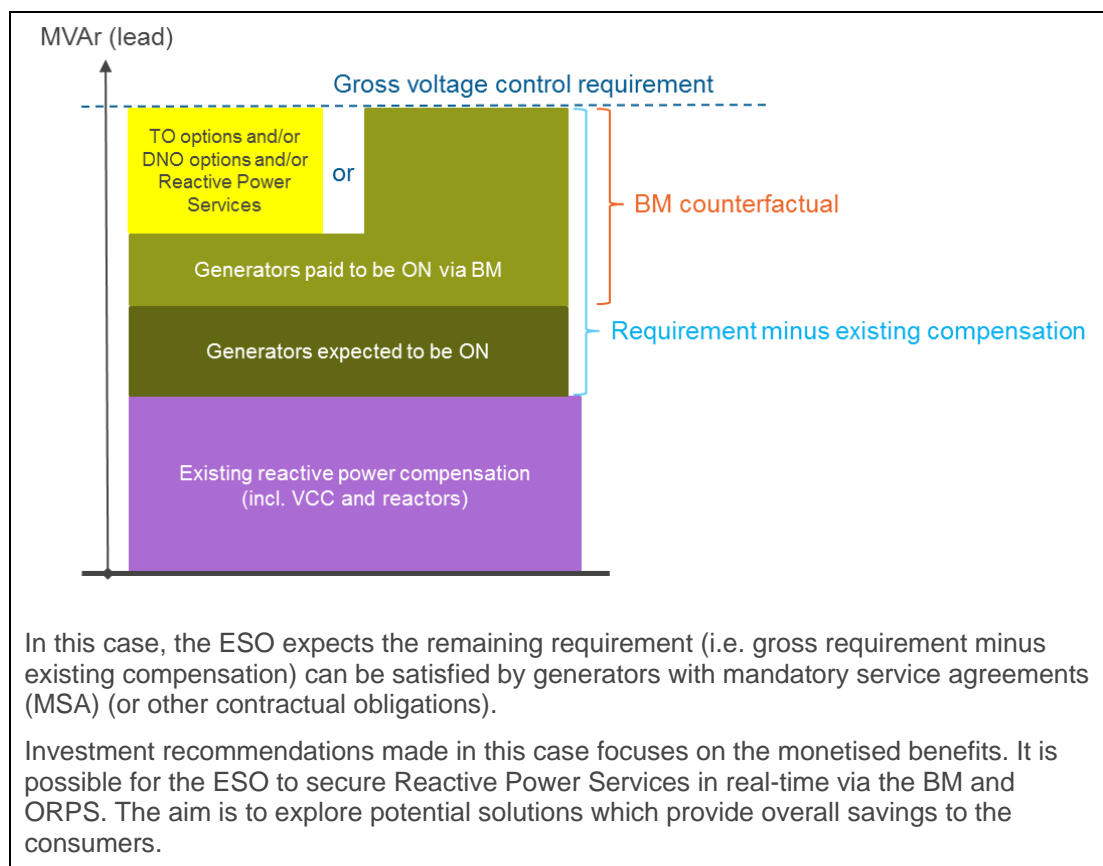 MVAr (lead)
Gross voltage control requirement
TO options and/or
DNO options and/or
Reactive Power
Services
or
BM counterfactual
Generators paid to be ON via BM
Requirement minus existing compensation
Generators expected to be ON
Existing reactive power compensation
(incl. VCC and reactors)
In this case, the ESO expects the remaining requirement (i.e. gross requirement minus
existing compensation) can be satisfied by generators with mandatory service agreements
(MSA) (or other contractual obligations).
Investment recommendations made in this case focuses on the monetised benefits. It is
possible for the ESO to secure Reactive Power Services in real-time via the BM and
ORPS. The aim is to explore potential solutions which provide overall savings to the
consumers.